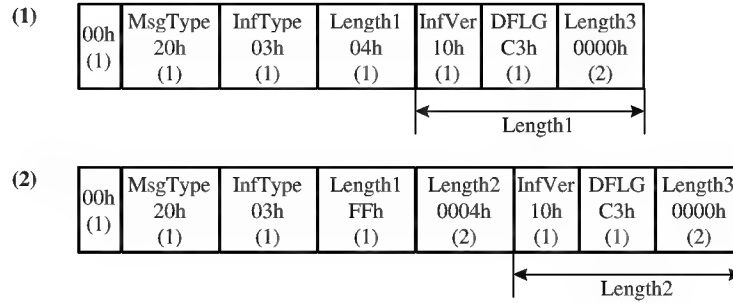 (1)
00h MsgType InfType Length1 InfVer DFLG Length3
20h 03h 04h 10h C3h 0000h
(1) (1) (1) (1) (1) (1) (2)
Length1
(2)
00h MsgType InfType Length1 Length2 InfVer DFLG Length3
20h 03h FFh 0004h 10h C3h 0000h
(1) (1) (1) (1) (2) (1) (1) (2)
Length2